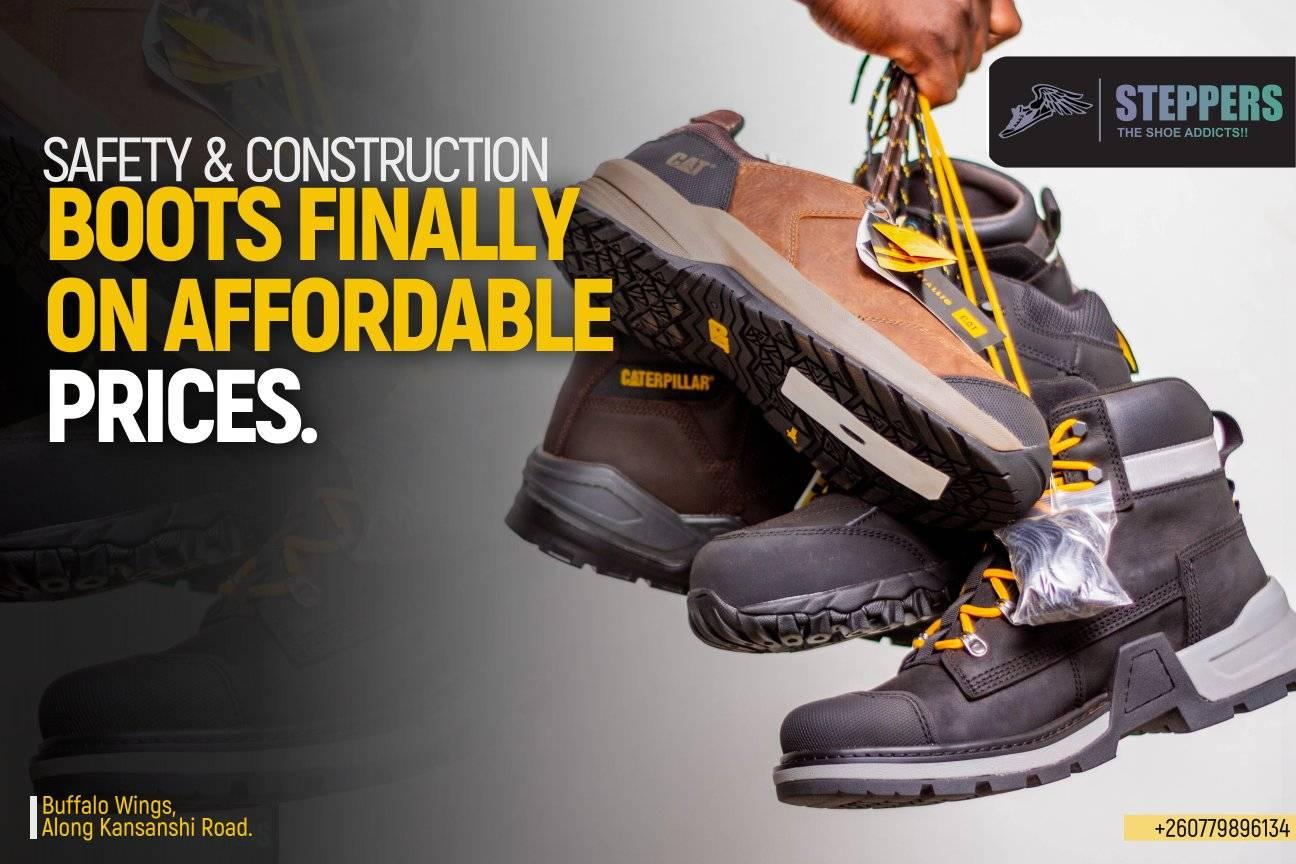 STEPPERS
THE SHOE ADDICTS!!
SAFETY & CONSTRUCTION
BOOTS FINALLY
ON AFFORDABLE
PRICES.
CAT
CATERPILLAR
CAT
Buffalo Wings,
Along Kansanshi Road.
+260779896134